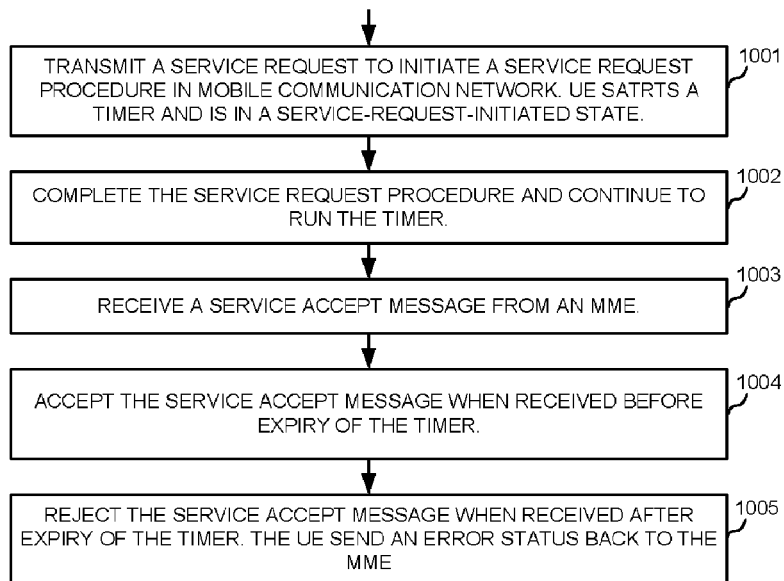 1001
TRANSMIT A SERVICE REQUEST TO INITIATE A SERVICE REQUEST
PROCEDURE IN MOBILE COMMUNICATION NETWORK. UE SATRTS A
TIMER AND IS IN A SERVICE-REQUEST-INITIATED STATE.
1002
COMPLETE THE SERVICE REQUEST PROCEDURE AND CONTINUE TO
RUN THE TIMER.
1003
RECEIVE A SERVICE ACCEPT MESSAGE FROM AN MME.
1004
ACCEPT THE SERVICE ACCEPT MESSAGE WHEN RECEIVED BEFORE
EXPIRY OF THE TIMER.
1005
REJECT THE SERVICE ACCEPT MESSAGE WHEN RECEIVED AFTER
EXPIRY OF THE TIMER. THE UE SEND AN ERROR STATUS BACK TO THE
MME